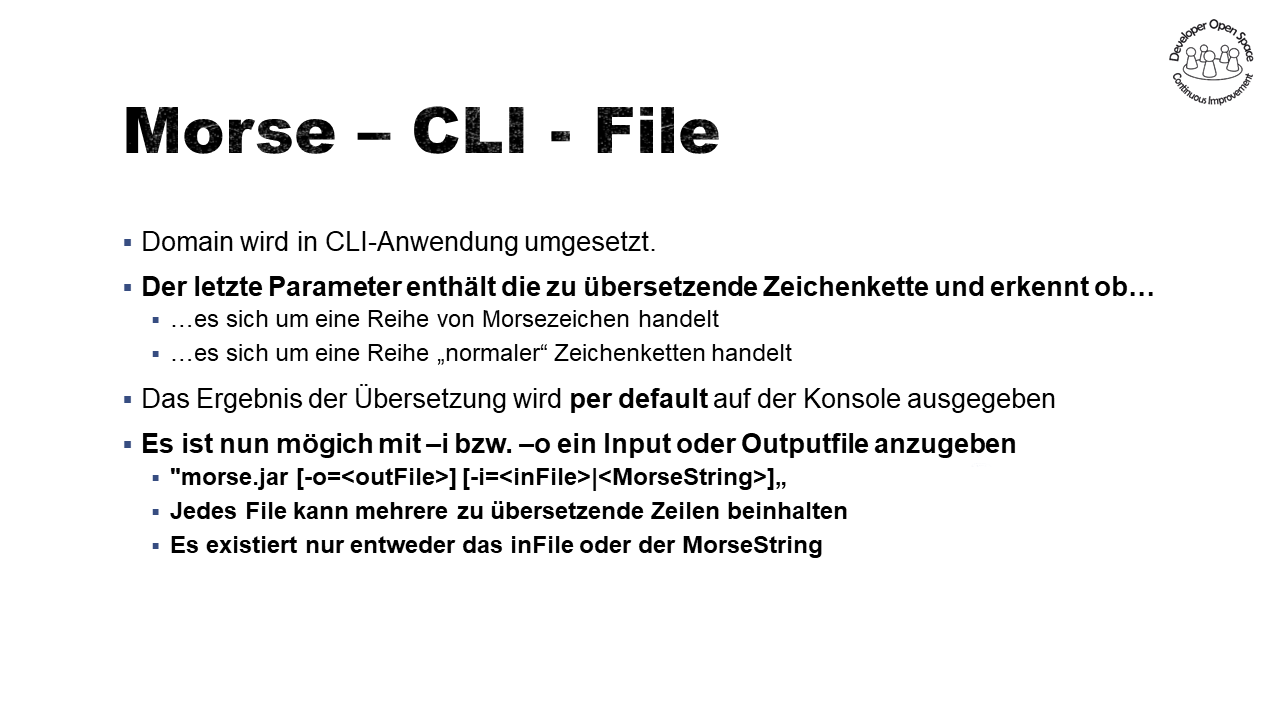 Developer Open Space
Continuous Improvement
Morse – CLI - File
Domain wird in CLI-Anwendung umgesetzt.
Der letzte Parameter enthält die zu übersetzende Zeichenkette und erkennt ob…
…es sich um eine Reihe von Morsezeichen handelt
…es sich um eine Reihe „normaler“ Zeichenketten handelt
Das Ergebnis der Übersetzung wird per default auf der Konsole ausgegeben
Es ist nun mögich mit –i bzw. –o ein Input oder Outputfile anzugeben
"morse.jar [-o=<outFile>] [-i=<inFile>|<MorseString>]„
Jedes File kann mehrere zu übersetzende Zeilen beinhalten
Es existiert nur entweder das inFile oder der MorseString